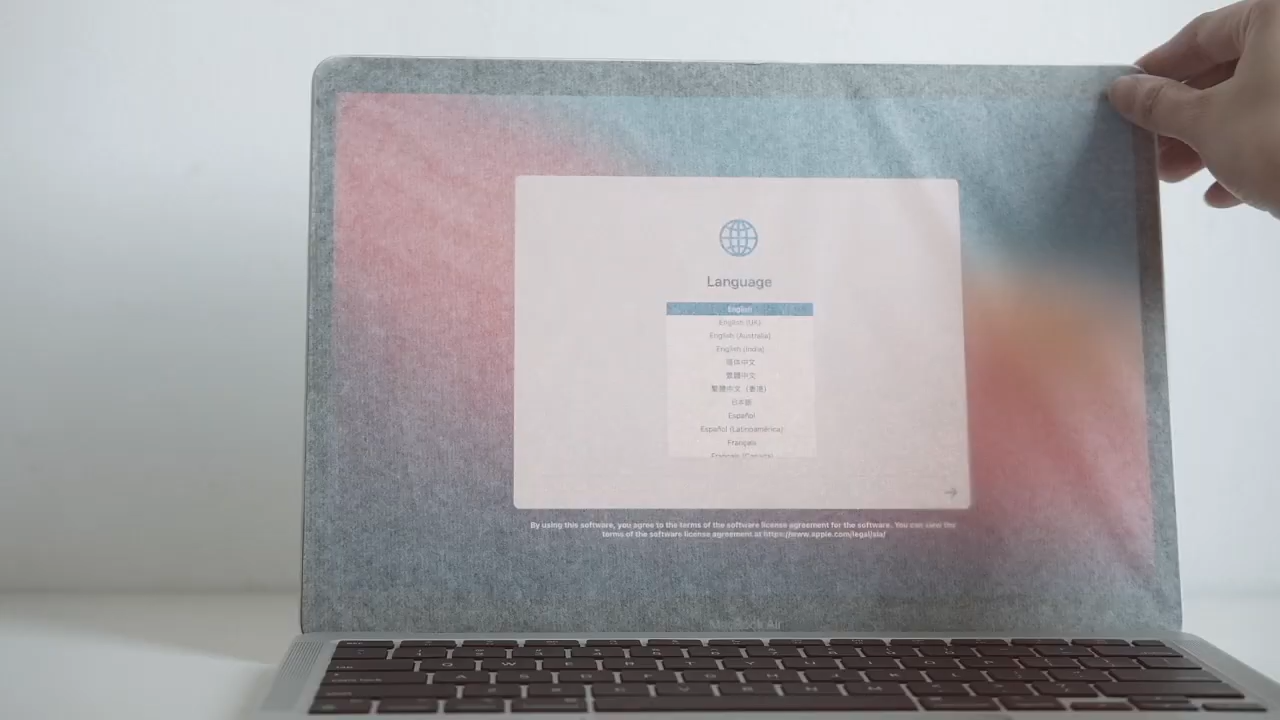 Language
English
English (UK)
English (Australia)
English (India)
简体中文
繁體中文
繁體中文（香港）
日本語
Español
Español (Latinoamérica)
Français
Français (Canada)
By using this software, you agree to the terms of the software license agreement for the software. You can view the
terms of the software license agreement at https://www.apple.com/legal/sla/
MacBook Air
Q W E R T Y
A S D F G H J K L
C V B N M